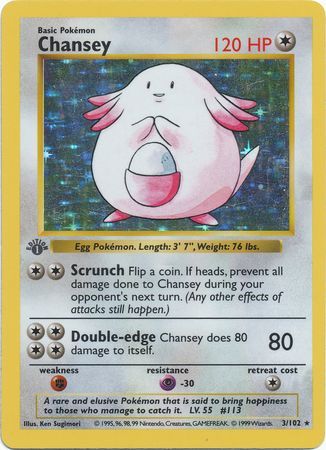 Basic Pokémon
Chansey 120 HP
EDITION
1
Egg Pokémon. Length: 3' 7", Weight: 76 lbs.
Scrunch Flip a coin. If heads, prevent all
damage done to Chansey during your
opponent's next turn. (Any other effects of
attacks still happen.)
Double-edge Chansey does 80 80
damage to itself.
weakness resistance retreat cost
-30
A rare and elusive Pokémon that is said to bring happiness
to those who manage to catch it. LV. 55 #113
Illus. Ken Sugimori © 1995, 96, 98, 99 Nintendo, Creatures, GAMEFREAK. © 1999 Wizards. 3/102 ★